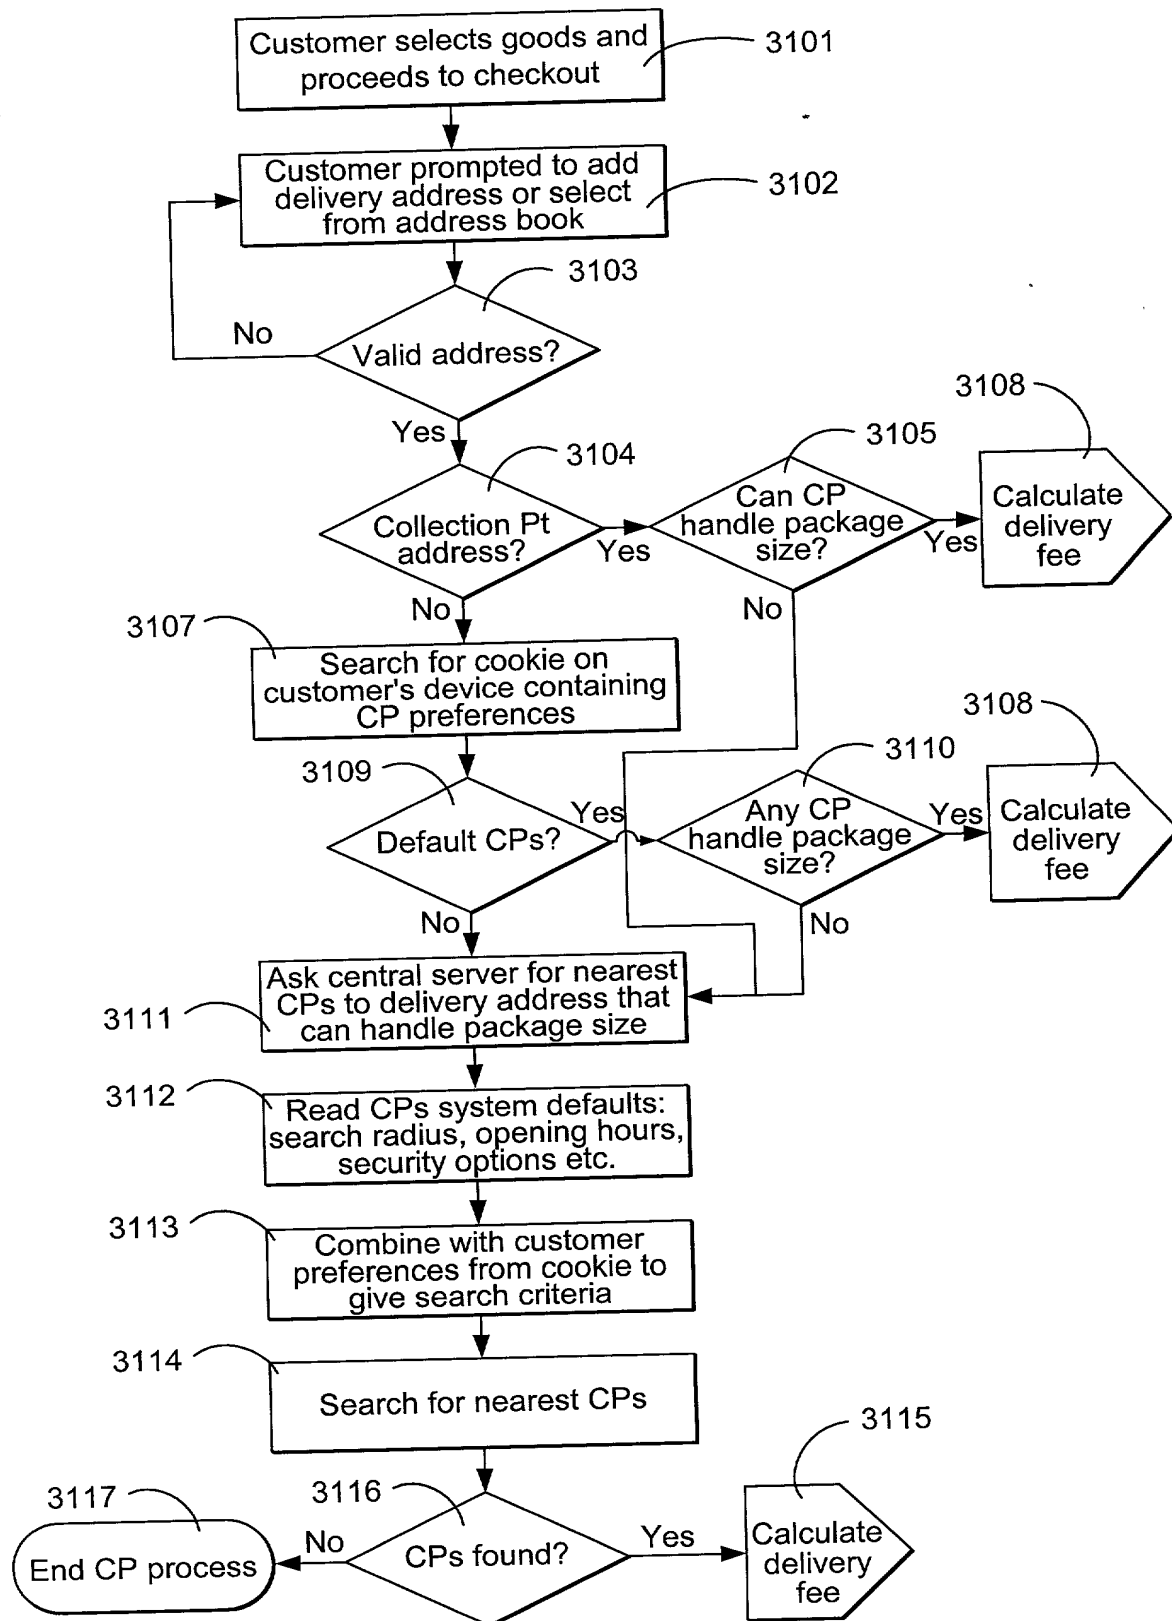 Customer selects goods and
proceeds to checkout
3101
Customer prompted to add
delivery address or select
from address book
3102
3103
Valid address?
No
Yes
3104
Collection Pt
address?
Yes
No
3105
Can CP
handle package
size?
Yes
No
3108
Calculate
delivery
fee
3107
Search for cookie on
customer's device containing
CP preferences
3109
Default CPs?
Yes
No
3110
Any CP
handle package
size?
Yes
No
3108
Calculate
delivery
fee
3111
Ask central server for nearest
CPs to delivery address that
can handle package size
3112
Read CPs system defaults:
search radius, opening hours,
security options etc.
3113
Combine with customer
preferences from cookie to
give search criteria
3114
Search for nearest CPs
3116
CPs found?
No
Yes
3117
End CP process
3115
Calculate
delivery
fee